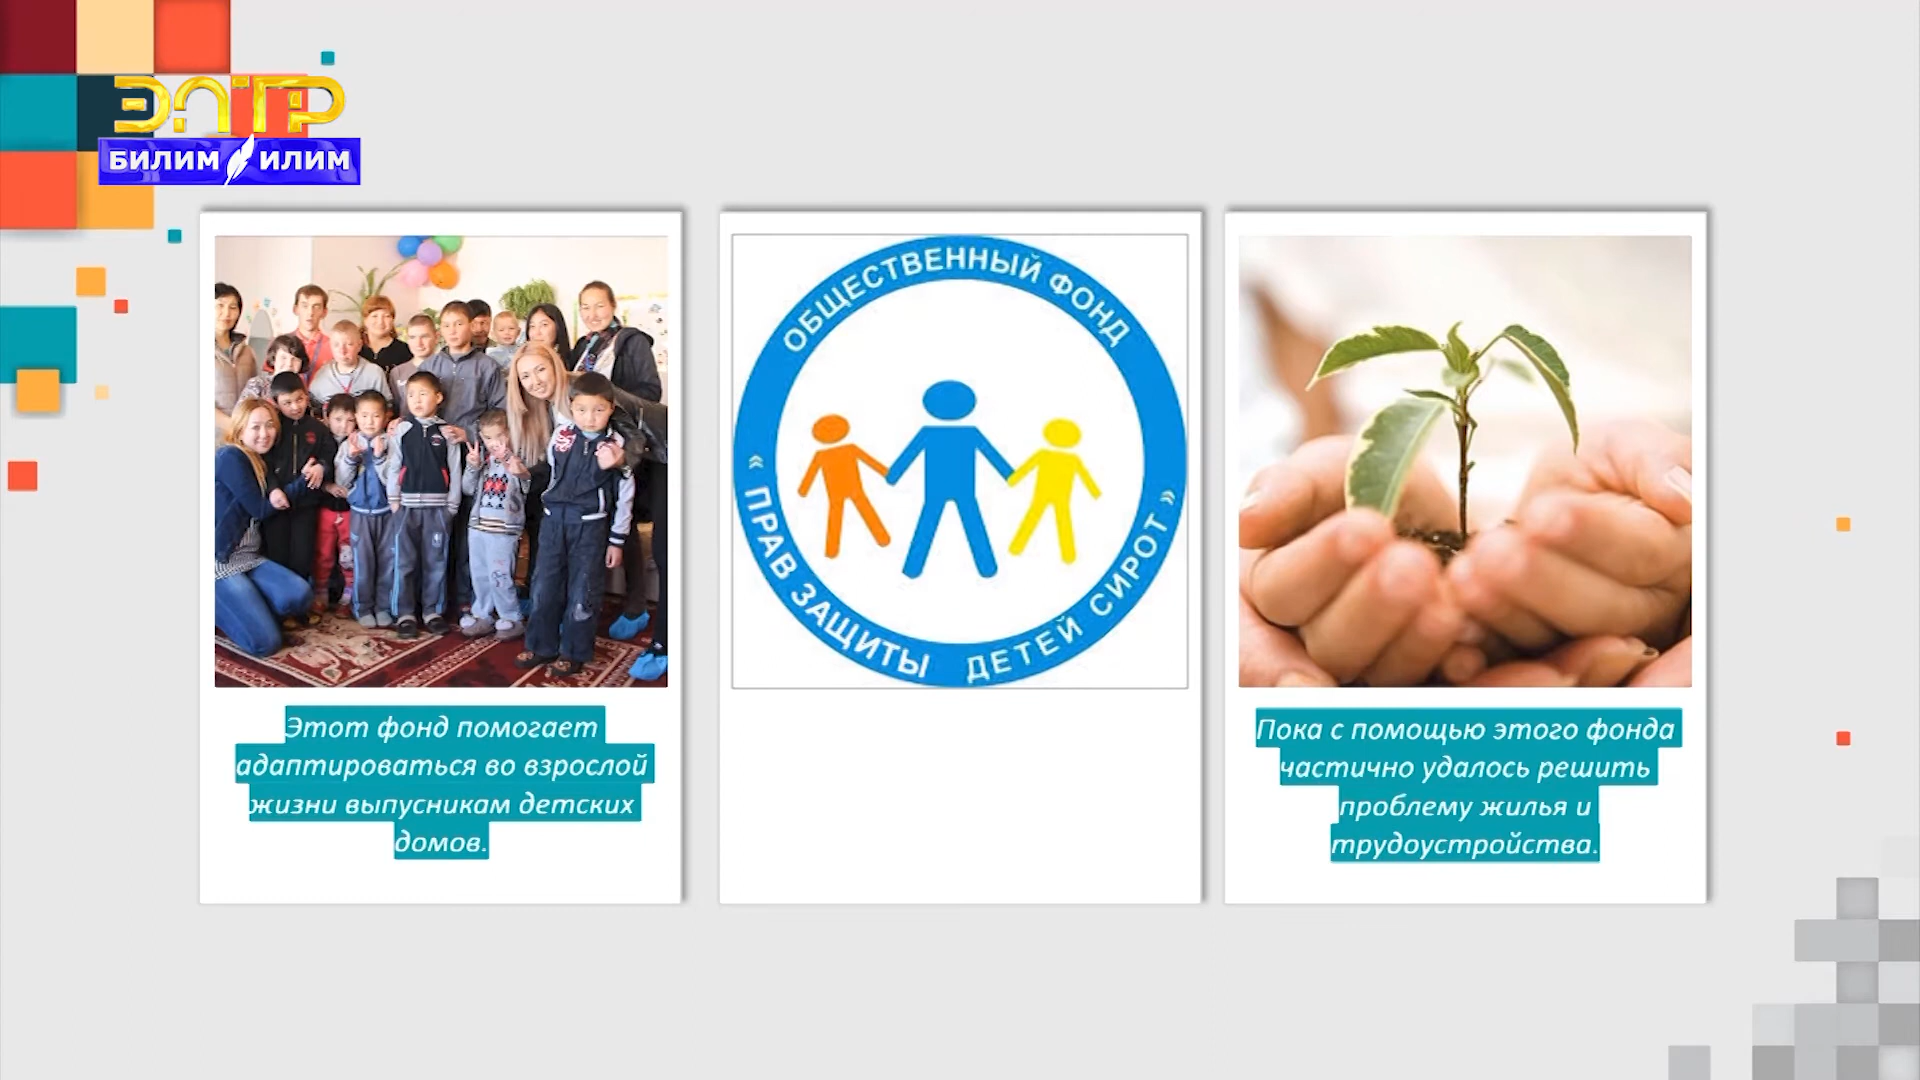 ЭЛТР
БИЛИМ ИЛИМ
Этот фонд помогает
адаптироваться во взрослой
жизни выпусникам детских
домов.
ОБЩЕСТВЕННЫЙ ФОНД
« ПРАВ ЗАЩИТЫ ДЕТЕЙ СИРОТ »
Пока с помощью этого фонда
частично удалось решить
проблему жилья и
трудоустройства.